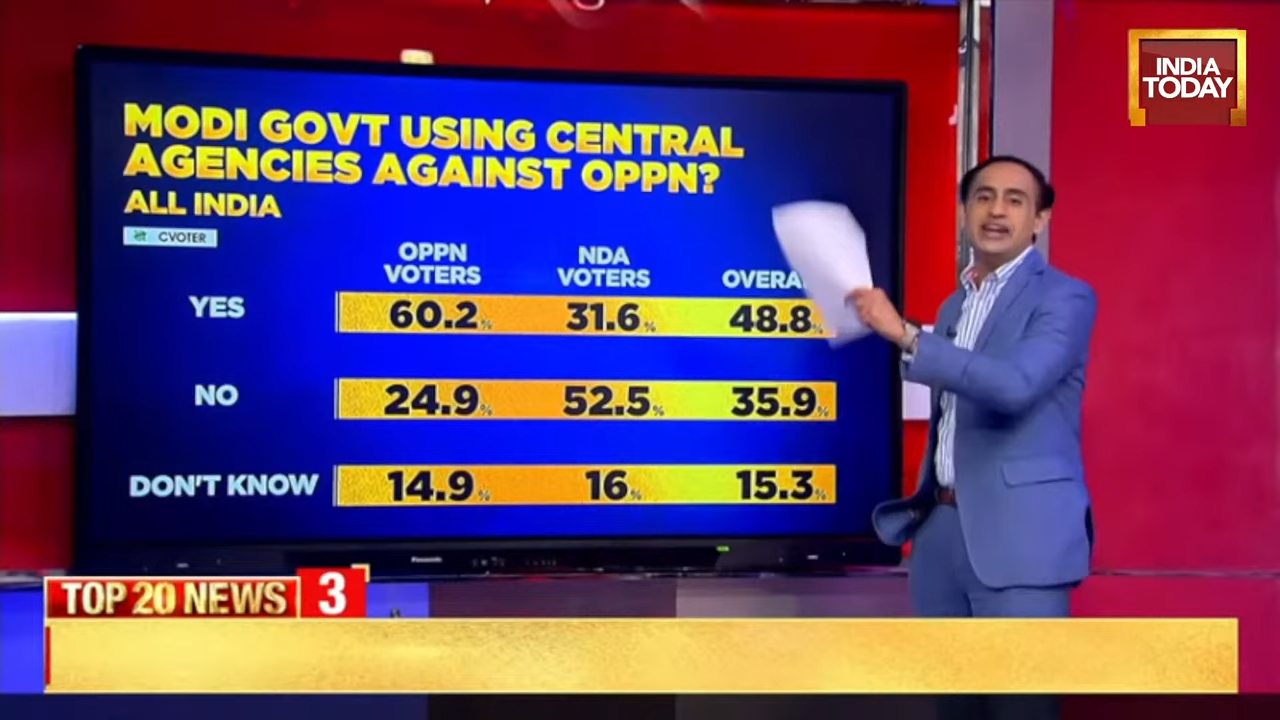 INDIA
TODAY
MODI GOVT USING CENTRAL
AGENCIES AGAINST OPPN?
ALL INDIA
CVOTER
OPPN VOTERS NDA VOTERS OVERA
YES 60.2% 31.6% 48.8%
NO 24.9% 52.5% 35.9%
DON'T KNOW 14.9% 16% 15.3%
Panasonic
TOP 20 NEWS 3